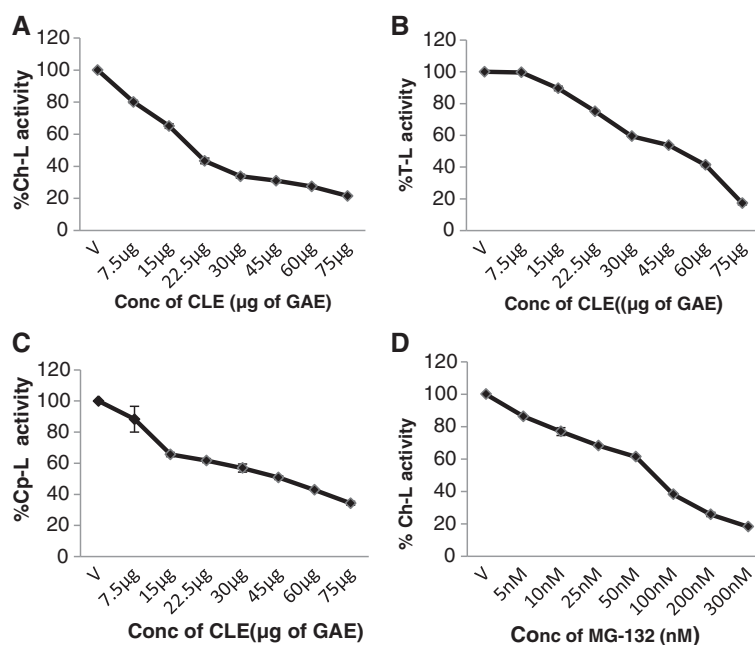 A
120
100
80
60
40
20
0
%Ch-L activity
V 7.5µg 15µg 22.5µg 30µg 45µg 60µg 75µg
Conc of CLE (µg of GAE)
B
120
100
80
60
40
20
0
%T-L activity
V 7.5µg 15µg 22.5µg 30µg 45µg 60µg 75µg
Conc of CLE((µg of GAE)
C
120
100
80
60
40
20
0
%Cp-L activity
V 7.5µg 15µg 22.5µg 30µg 45µg 60µg 75µg
Conc of CLE(µg of GAE)
D
120
100
80
60
40
20
0
% Ch-L activity
V 5nM 10nM 25nM 50nM 100nM 200nM 300nM
Conc of MG-132 (nM)